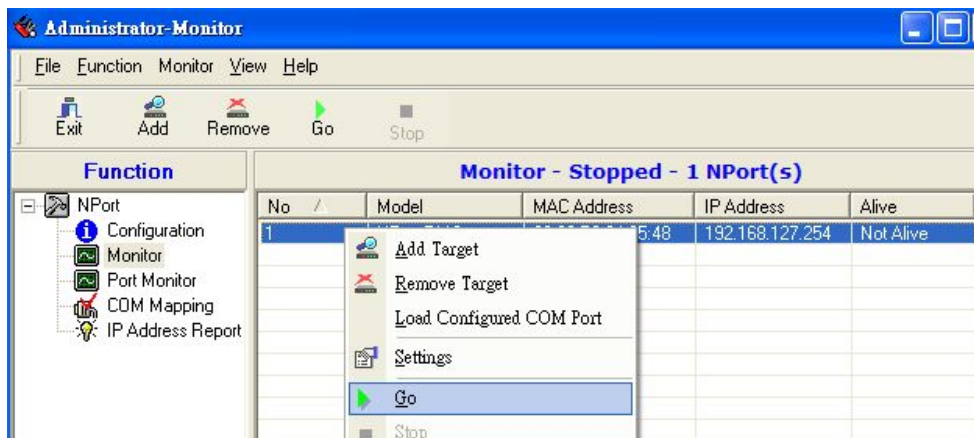 Administrator-Monitor
File Function Monitor View Help
Exit Add Remove Go Stop
Function
Monitor - Stopped - 1 NPort(s)
NPort
Configuration
Monitor
Port Monitor
COM Mapping
IP Address Report
No Model MAC Address IP Address Alive
1 5:48 192.168.127.254 Not Alive
Add Target
Remove Target
Load Configured COM Port
Settings
Go
Stop